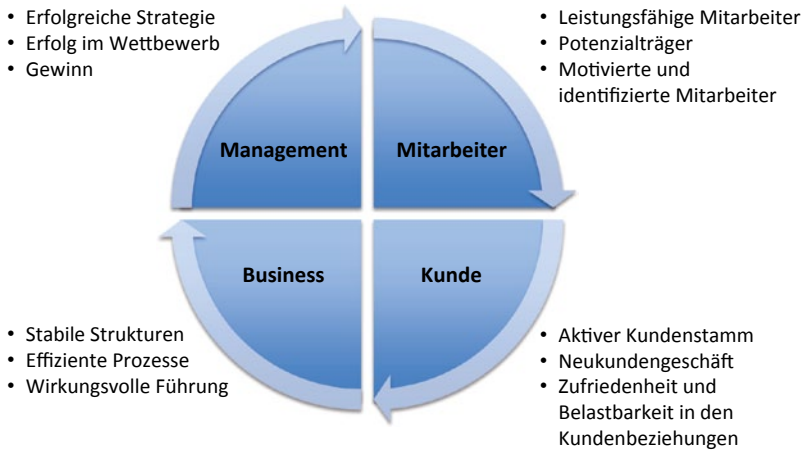 • Erfolgreiche Strategie
• Erfolg im Wettbewerb
• Gewinn
• Leistungsfähige Mitarbeiter
• Potenzialträger
• Motivierte und
identifizierte Mitarbeiter
Management
Mitarbeiter
Business
Kunde
• Stabile Strukturen
• Effiziente Prozesse
• Wirkungsvolle Führung
• Aktiver Kundenstamm
• Neukundengeschäft
• Zufriedenheit und
Belastbarkeit in den
Kundenbeziehungen